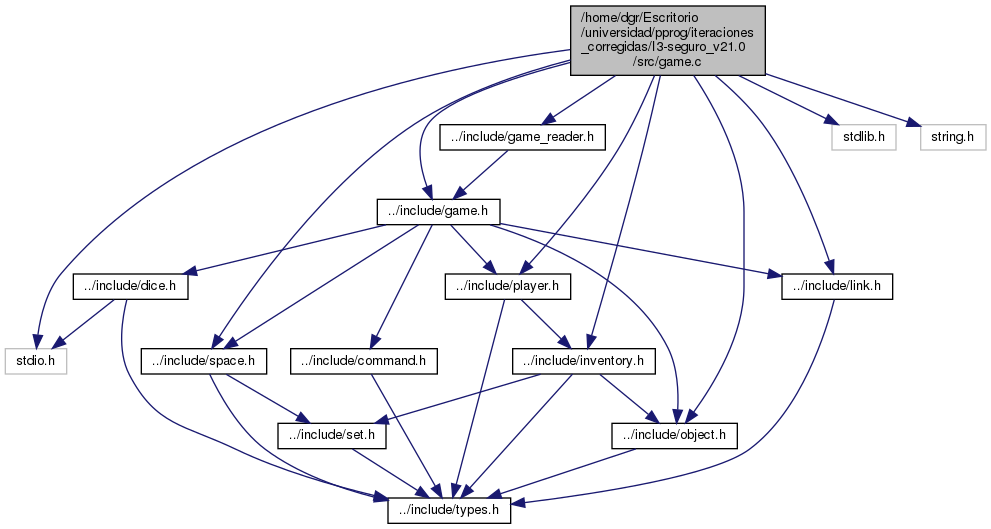 /home/dgr/Escritorio
/universidad/pprog/iteraciones
_corregidas/I3-seguro_v21.0
/src/game.c
../include/game_reader.h
stdlib.h
string.h
../include/game.h
../include/dice.h
../include/player.h
../include/link.h
stdio.h
../include/space.h
../include/command.h
../include/inventory.h
../include/set.h
../include/object.h
../include/types.h